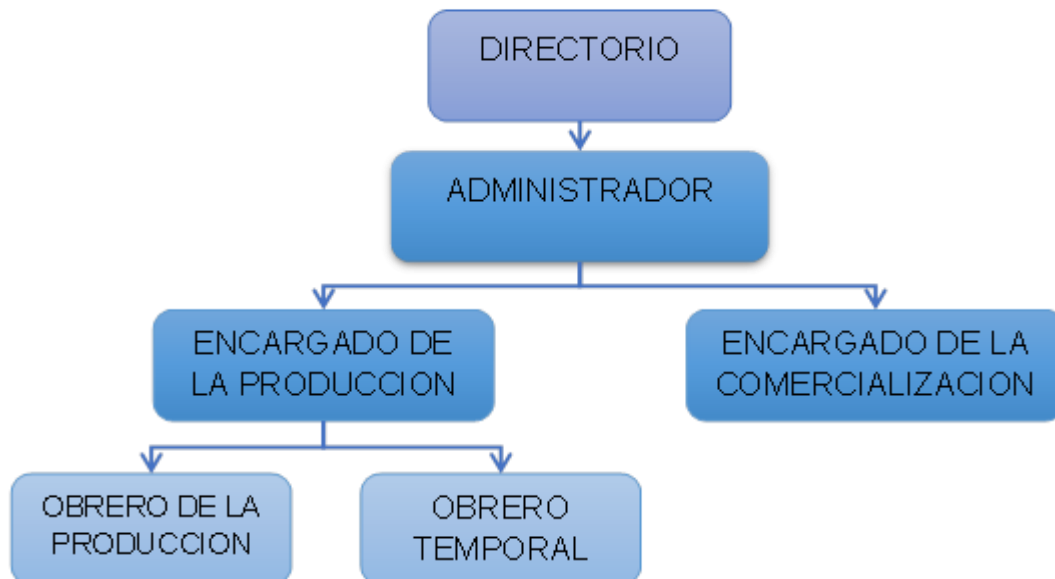 DIRECTORIO
ADMINISTRADOR
ENCARGADO DE
LA PRODUCCION
ENCARGADO DE LA
COMERCIALIZACION
OBRERO DE LA
PRODUCCION
OBRERO
TEMPORAL